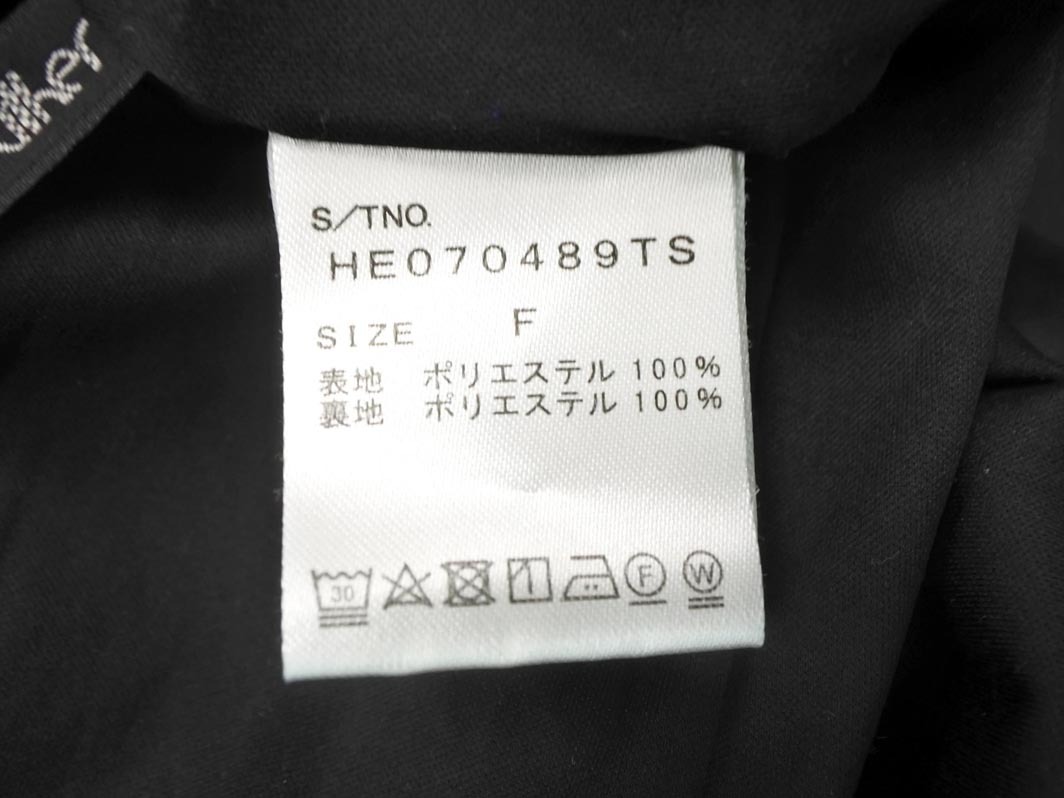 S/TNO.
HE070489TS
SIZE F
表地 ポリエステル 100%
裏地 ポリエステル 100%
30
F
W